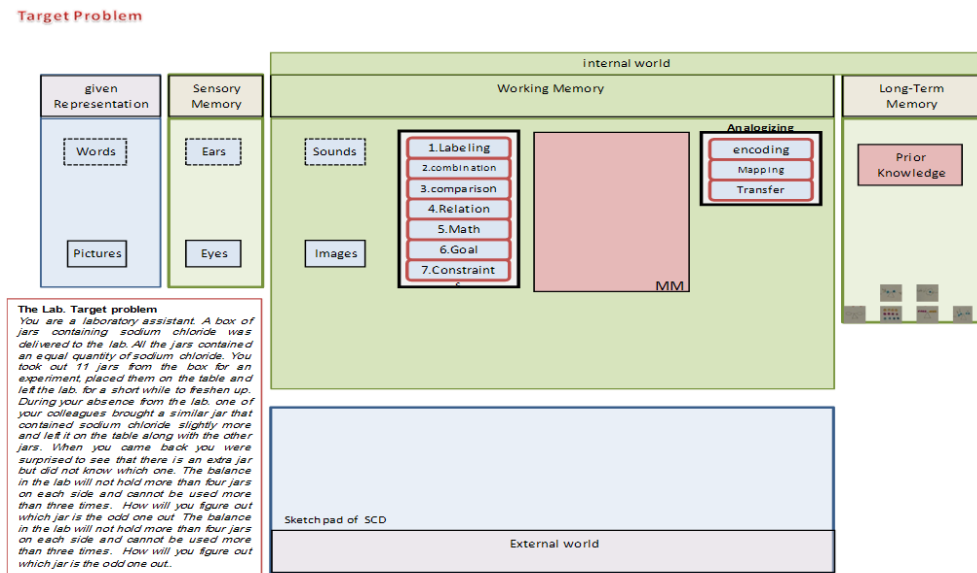 Target Problem
internal world
given
Representation
Sensory
Memory
Working Memory
Long-Term
Memory
Words
Ears
Sounds
1.Labeling
2.combination
3.comparison
4.Relation
5.Math
6.Goal
7.Constraint
s
MM
Analogizing
encoding
Mapping
Transfer
Prior
Knowledge
Pictures
Eyes
Images
The Lab. Target problem
You are a laboratory assistant. A box of
jars containing sodium chloride was
delivered to the lab. All the jars contained
an equal quantity of sodium chloride. You
took out 11 jars from the box for an
experiment, placed them on the table and
left the lab. for a short while to freshen up.
During your absence from the lab. one of
your colleagues brought a similar jar that
contained sodium chloride slightly more
and left it on the table along with the other
jars. When you came back you were
surprised to see that there is an extra jar
but did not know which one. The balance
in the lab will not hold more than four jars
on each side and cannot be used more
than three times. How will you figure out
which jar is the odd one out The balance
in the lab will not hold more than four jars
on each side and cannot be used more
than three times. How will you figure out
which jar is the odd one out..
Sketchpad of SCD
External world